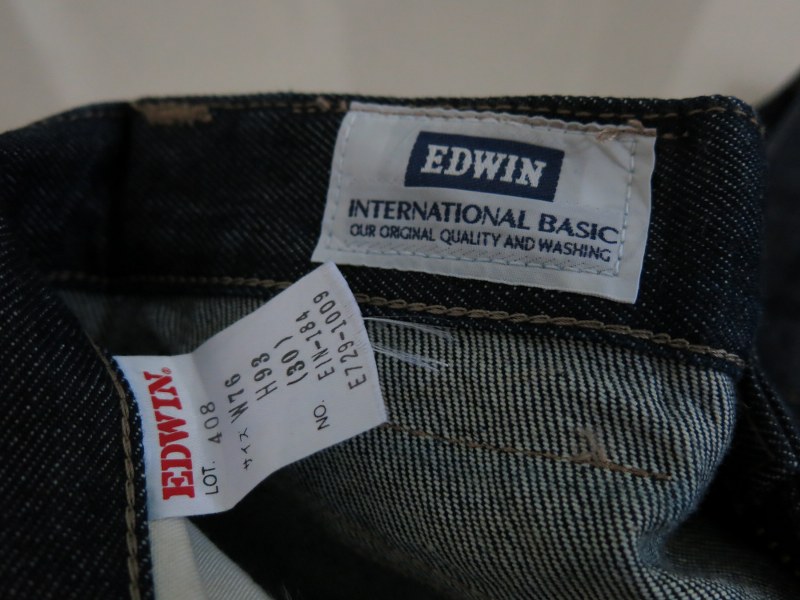 EDWIN
INTERNATIONAL BASIC
OUR ORIGINAL QUALITY AND WASHING
EDWIN®
LOT. 408
サイズ W76
H93
(30)
NO. EIN-184
E729-1009